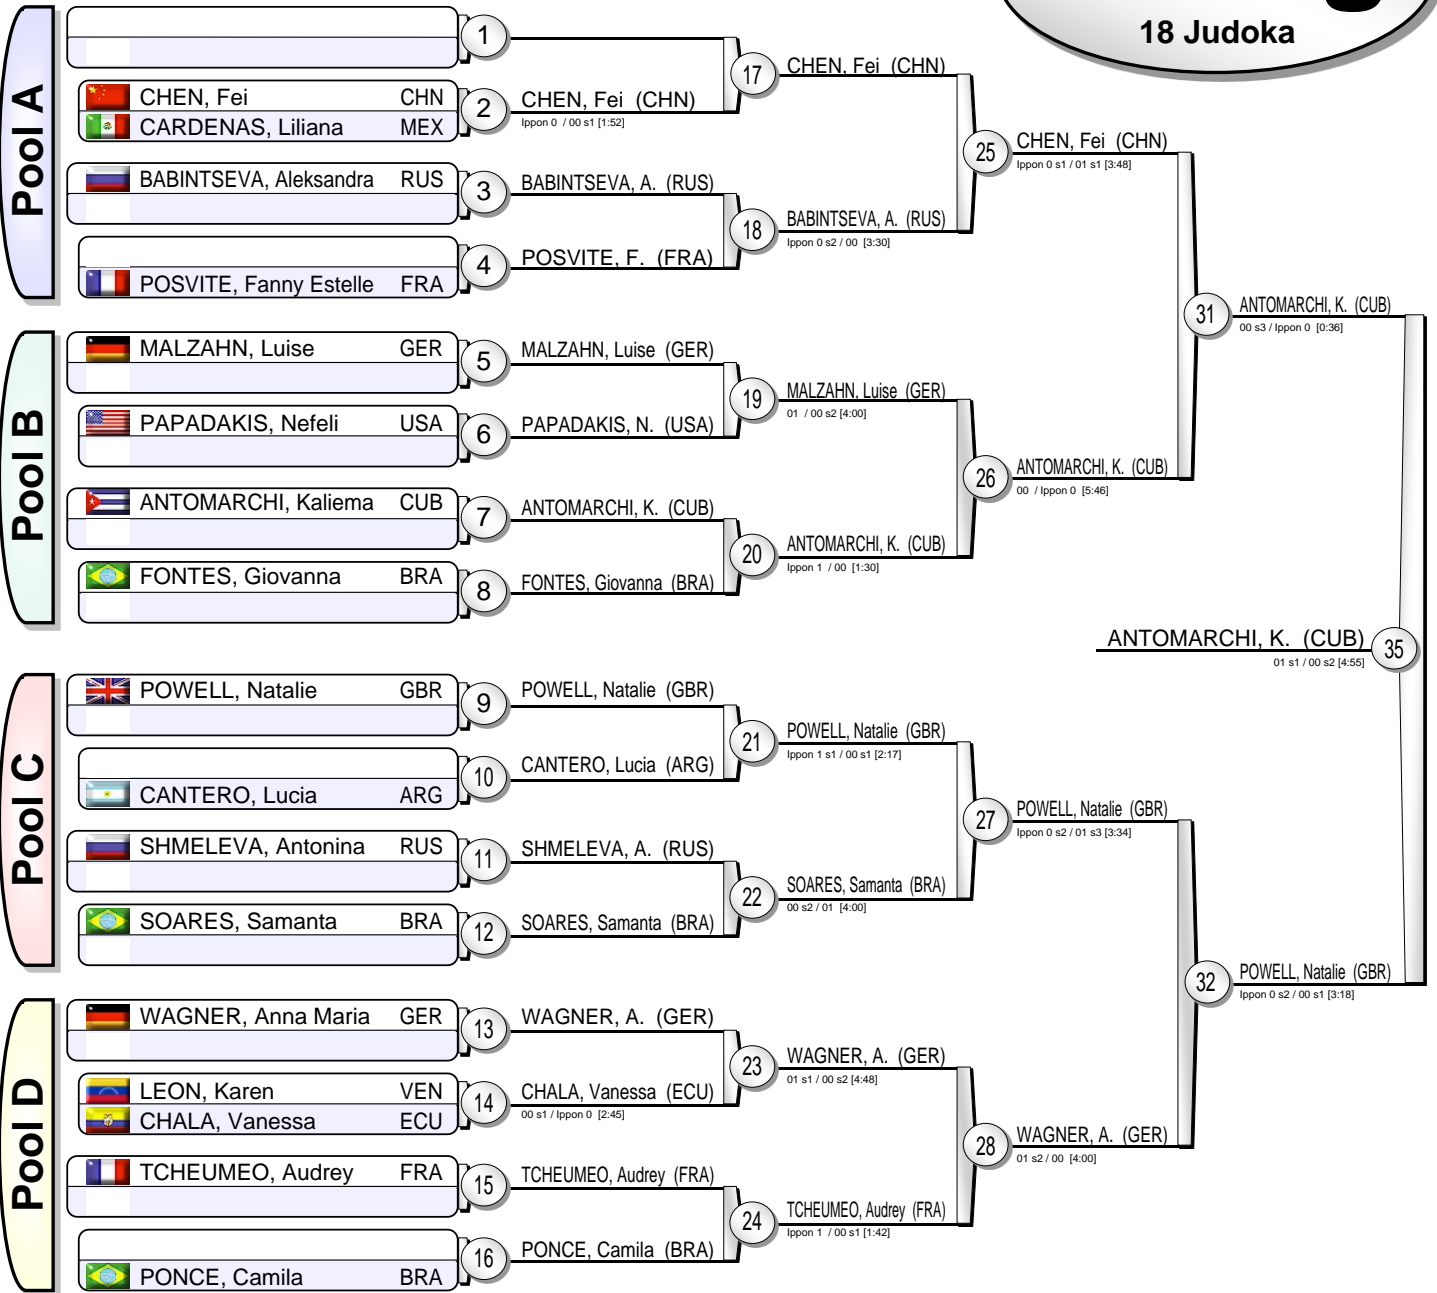 18 Judoka
Pool A
1
CHEN, Fei CHN
CARDENAS, Liliana MEX
2
CHEN, Fei (CHN)
Ippon 0 / 00 s1 [1:52]
17
CHEN, Fei (CHN)
BABINTSEVA, Aleksandra RUS
3
BABINTSEVA, A. (RUS)
POSVITE, Fanny Estelle FRA
4
POSVITE, F. (FRA)
18
BABINTSEVA, A. (RUS)
Ippon 0 s2 / 00 [3:30]
25
CHEN, Fei (CHN)
Ippon 0 s1 / 01 s1 [3:48]
Pool B
MALZAHN, Luise GER
5
MALZAHN, Luise (GER)
PAPADAKIS, Nefeli USA
6
PAPADAKIS, N. (USA)
19
MALZAHN, Luise (GER)
01 / 00 s2 [4:00]
ANTOMARCHI, Kaliema CUB
7
ANTOMARCHI, K. (CUB)
FONTES, Giovanna BRA
8
FONTES, Giovanna (BRA)
20
ANTOMARCHI, K. (CUB)
Ippon 1 / 00 [1:30]
26
ANTOMARCHI, K. (CUB)
00 / Ippon 0 [5:46]
31
ANTOMARCHI, K. (CUB)
00 s3 / Ippon 0 [0:36]
ANTOMARCHI, K. (CUB)
01 s1 / 00 s2 [4:55]
35
Pool C
POWELL, Natalie GBR
9
POWELL, Natalie (GBR)
CANTERO, Lucia ARG
10
CANTERO, Lucia (ARG)
21
POWELL, Natalie (GBR)
Ippon 1 s1 / 00 s1 [2:17]
SHMELEVA, Antonina RUS
11
SHMELEVA, A. (RUS)
SOARES, Samanta BRA
12
SOARES, Samanta (BRA)
22
SOARES, Samanta (BRA)
00 s2 / 01 [4:00]
27
POWELL, Natalie (GBR)
Ippon 0 s2 / 01 s3 [3:34]
Pool D
WAGNER, Anna Maria GER
13
WAGNER, A. (GER)
LEON, Karen VEN
CHALA, Vanessa ECU
14
CHALA, Vanessa (ECU)
00 s1 / Ippon 0 [2:45]
23
WAGNER, A. (GER)
01 s1 / 00 s2 [4:48]
TCHEUMEO, Audrey FRA
15
TCHEUMEO, Audrey (FRA)
PONCE, Camila BRA
16
PONCE, Camila (BRA)
24
TCHEUMEO, Audrey (FRA)
Ippon 1 / 00 s1 [1:42]
28
WAGNER, A. (GER)
01 s2 / 00 [4:00]
32
POWELL, Natalie (GBR)
Ippon 0 s2 / 00 s1 [3:18]